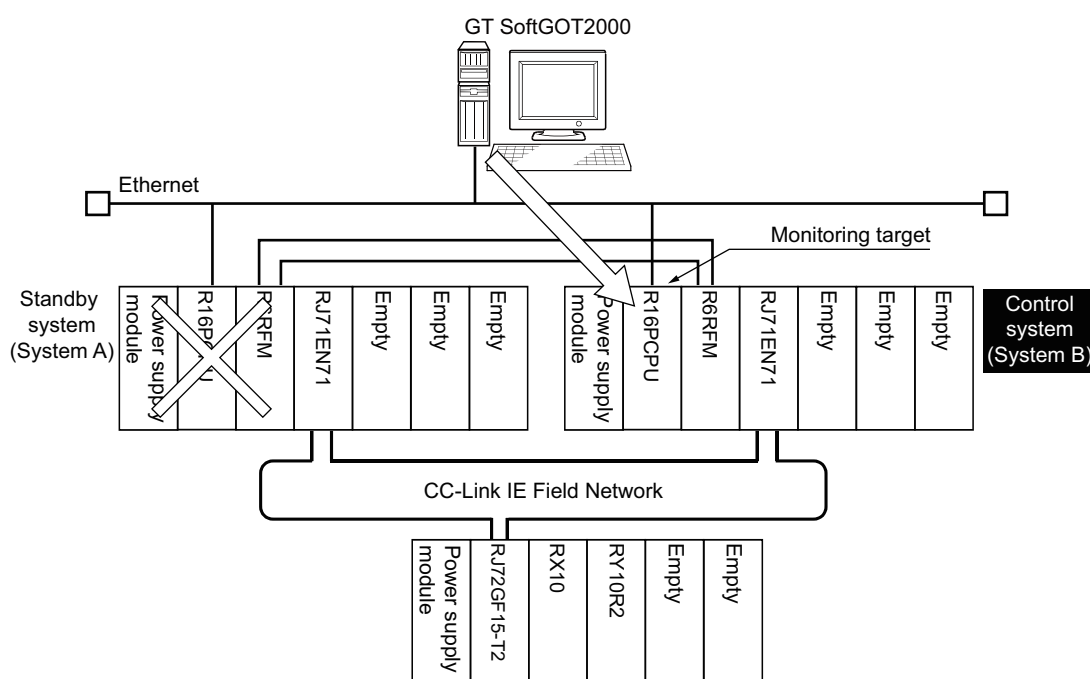 GT SoftGOT2000
Ethernet
Monitoring target
Standby
system
(System A)
Power supply
module
R16PCPU
R6RFM
RJ71EN71
Empty
Empty
Empty
Power supply
module
R16PCPU
R6RFM
RJ71EN71
Empty
Empty
Empty
Control
system
(System B)
CC-Link IE Field Network
Power supply
module
RJ72GF15-T2
RX10
RY10R2
Empty
Empty